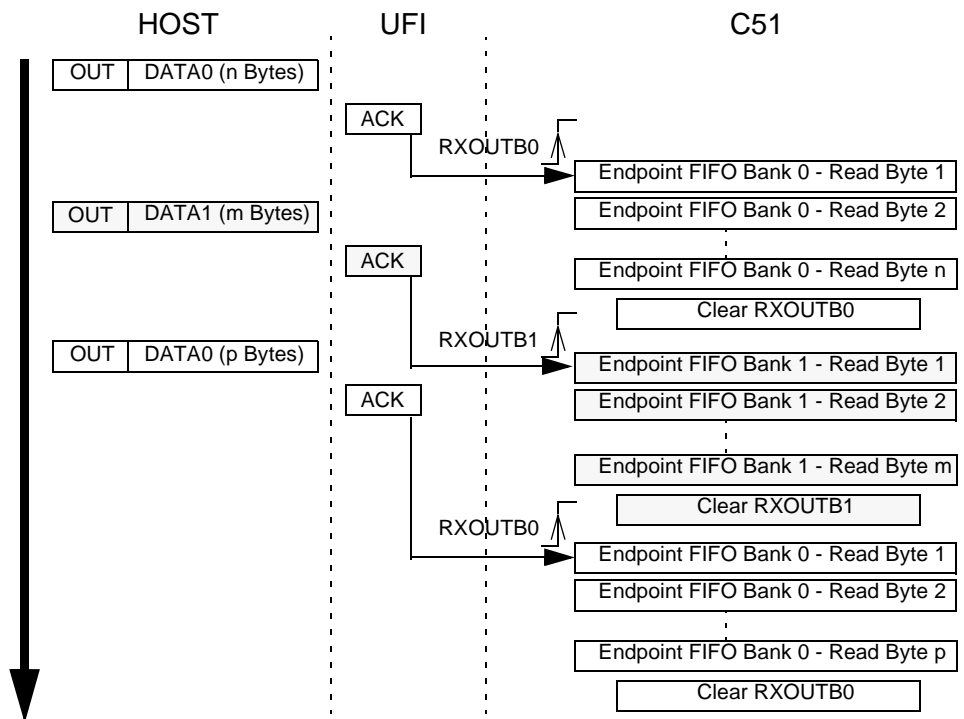 HOST UFI C51
OUT DATA0 (n Bytes)
ACK
RXOUTB0
Endpoint FIFO Bank 0 - Read Byte 1
OUT DATA1 (m Bytes)
Endpoint FIFO Bank 0 - Read Byte 2
ACK
Endpoint FIFO Bank 0 - Read Byte n
Clear RXOUTB0
RXOUTB1
OUT DATA0 (p Bytes)
Endpoint FIFO Bank 1 - Read Byte 1
ACK
Endpoint FIFO Bank 1 - Read Byte 2
Endpoint FIFO Bank 1 - Read Byte m
Clear RXOUTB1
RXOUTB0
Endpoint FIFO Bank 0 - Read Byte 1
Endpoint FIFO Bank 0 - Read Byte 2
Endpoint FIFO Bank 0 - Read Byte p
Clear RXOUTB0